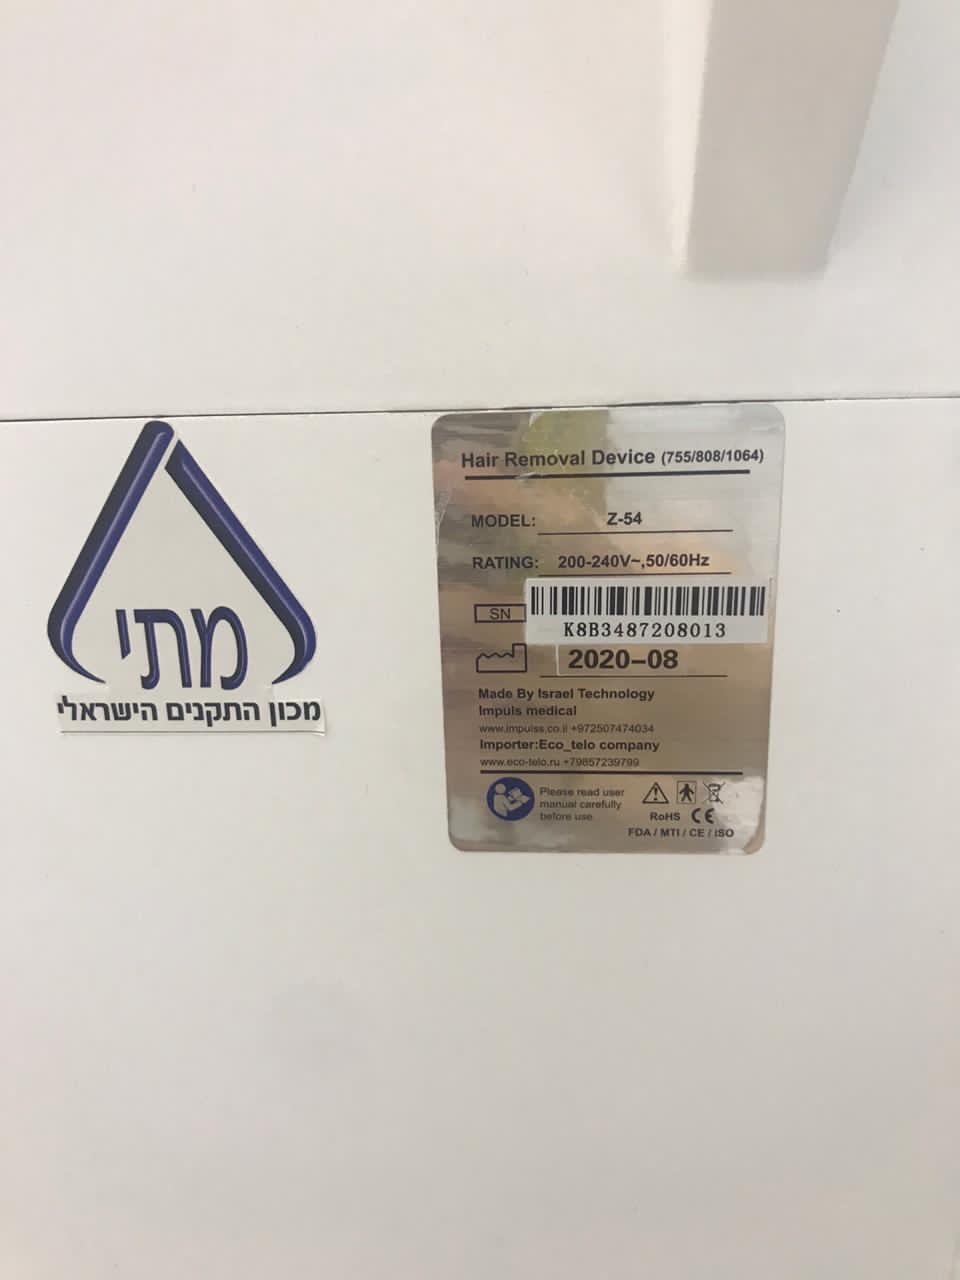 מתי
מכון התקנים הישראלי
Hair Removal Device (755/808/1064)
MODEL: Z-54
RATING: 200-240V~,50/60Hz
SN
K8B3487208013
2020-08
Made By Israel Technology
Impuls medical
www.impulss.co.il +972507474034
Importer:Eco_telo company
www.eco-telo.ru +79857239799
Please read user
manual carefully
before use.
RoHS CE
FDA / MTI / CE / ISO